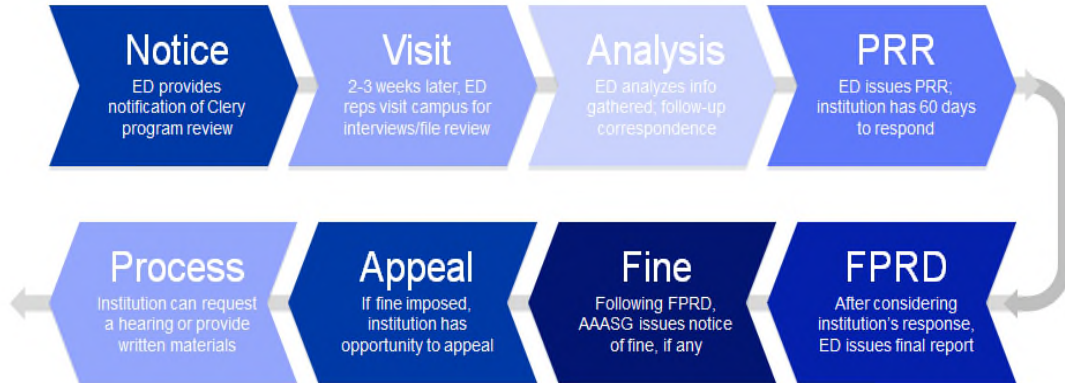 Notice
ED provides
notification of Clery
program review
Visit
2-3 weeks later, ED
reps visit campus for
interviews/file review
Analysis
ED analyzes info
gathered; follow-up
correspondence
PRR
ED issues PRR;
institution has 60 days
to respond
FPRD
After considering
institution's response,
ED issues final report
Fine
Following FPRD,
AAASG issues notice
of fine, if any
Appeal
If fine imposed,
institution has
opportunity to appeal
Process
Institution can request
a hearing or provide
written materials